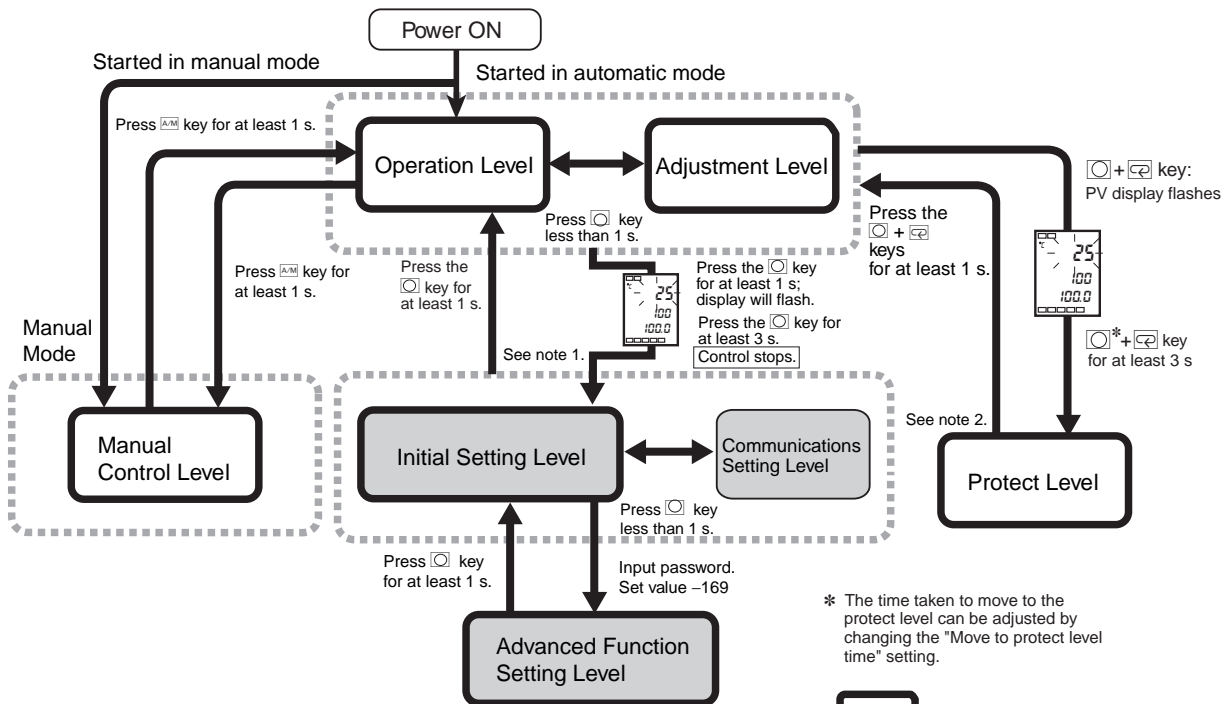 Power ON
Started in manual mode
Started in automatic mode
Press A/M key for at least 1 s.
Operation Level
Adjustment Level
Press key
less than 1 s.
key:
PV display flashes
+
Press the
+
keys
for at least 1 s.
°C
25
100
100.0
* +
key
for at least 3 s
Press A/M key for
at least 1 s.
Press the
key for
at least 1 s.
°C
25
100
100.0
Press the key
for at least 1 s;
display will flash.
Press the key for
at least 3 s.
Control stops.
See note 1.
Manual
Mode
Manual
Control Level
Initial Setting Level
Communications
Setting Level
See note 2.
Protect Level
Press key
less than 1 s.
Press key
for at least 1 s.
Input password.
Set value –169
Advanced Function
Setting Level
* The time taken to move to the
protect level can be adjusted by
changing the "Move to protect level
time" setting.